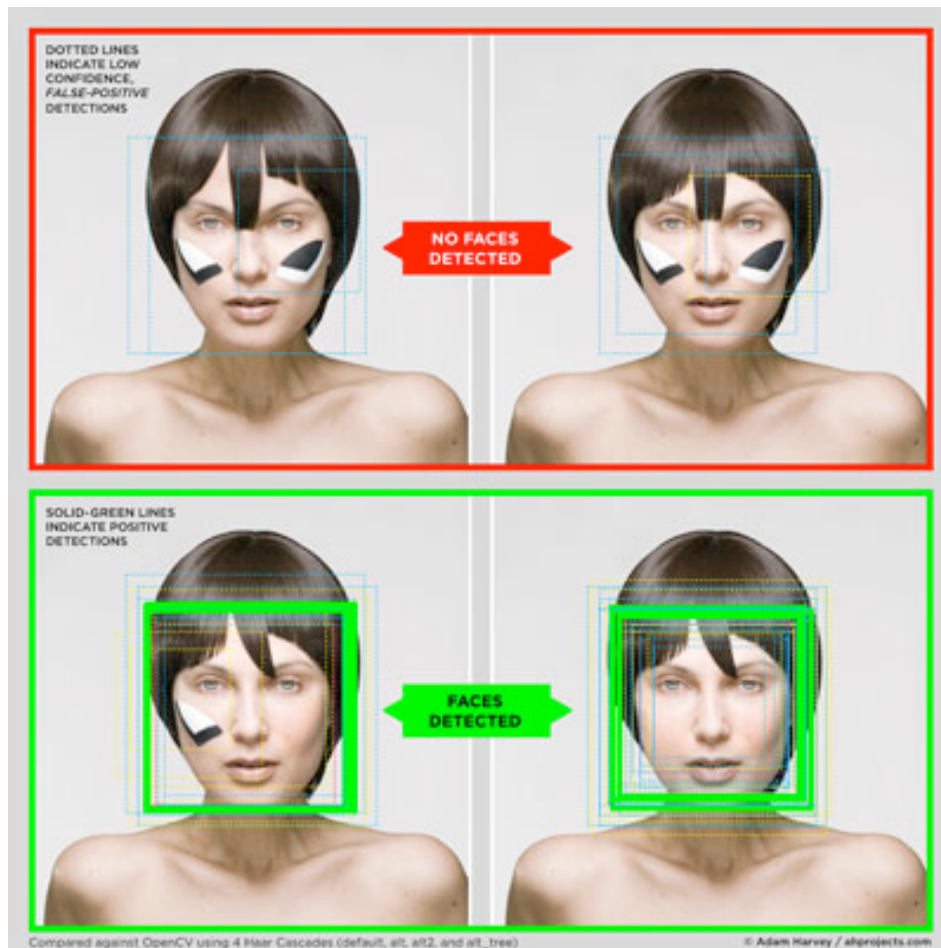 DOTTED LINES
INDICATE LOW
CONFIDENCE,
FALSE-POSITIVE
DETECTIONS
NO FACES
DETECTED
SOLID-GREEN LINES
INDICATE POSITIVE
DETECTIONS
FACES
DETECTED
Compared against OpenCV using 4 Haar Cascades (default, alt, alt2, and alt_tree)
© Adam Harvey / ahprojects.com